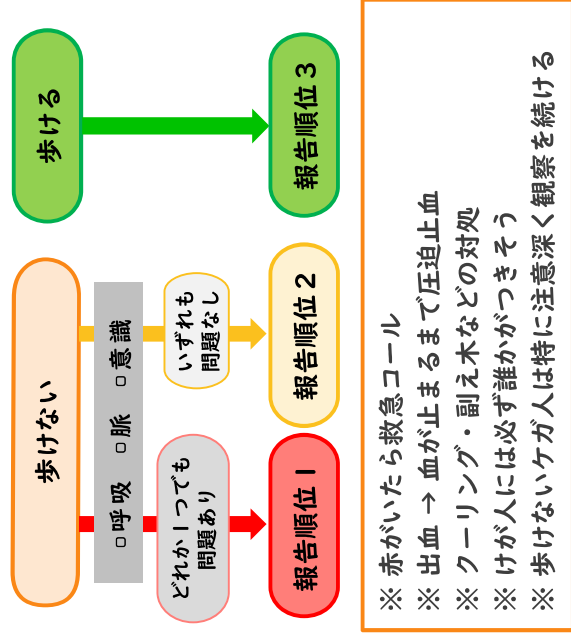 歩けない
歩ける
□呼吸 □脈 □意識
どれか1つでも
問題あり
いずれも
問題なし
報告順位1
報告順位2
報告順位3
※ 赤がいたら救急コール
※ 出血 → 血が止まるまで圧迫止血
※ クーリング・副え木などの対処
※ けが人には必ず誰かがつきそう
※ 歩けないケガ人は特に注意深く観察を続ける